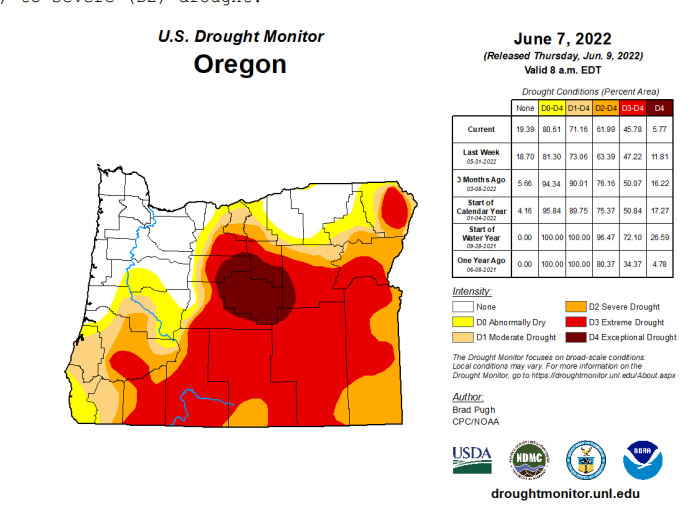 ) to severe (D2) drought.
U.S. Drought Monitor
Oregon
June 7, 2022
(Released Thursday, Jun. 9, 2022)
Valid 8 a.m. EDT
Drought Conditions (Percent Area)
None D0-D4 D1-D4 D2-D4 D3-D4 D4
Current 19.39 80.61 71.16 61.99 45.78 5.77
Last Week
05-31-2022
18.70 81.30 73.06 63.39 47.22 11.81
3 Months Ago
03-08-2022
5.66 94.34 90.01 76.16 50.07 16.22
Start of
Calendar Year
01-04-2022
4.16 95.84 89.75 75.37 50.84 17.27
Start of
Water Year
09-28-2021
0.00 100.00 100.00 96.47 72.10 26.59
One Year Ago
06-08-2021
0.00 100.00 100.00 80.37 34.37 4.78
Intensity:
None
D0 Abnormally Dry
D1 Moderate Drought
D2 Severe Drought
D3 Extreme Drought
D4 Exceptional Drought
The Drought Monitor focuses on broad-scale conditions.
Local conditions may vary. For more information on the
Drought Monitor, go to https://droughtmonitor.unl.edu/About.aspx
Author:
Brad Pugh
CPC/NOAA
USDA
NDMC
NOAA
droughtmonitor.unl.edu